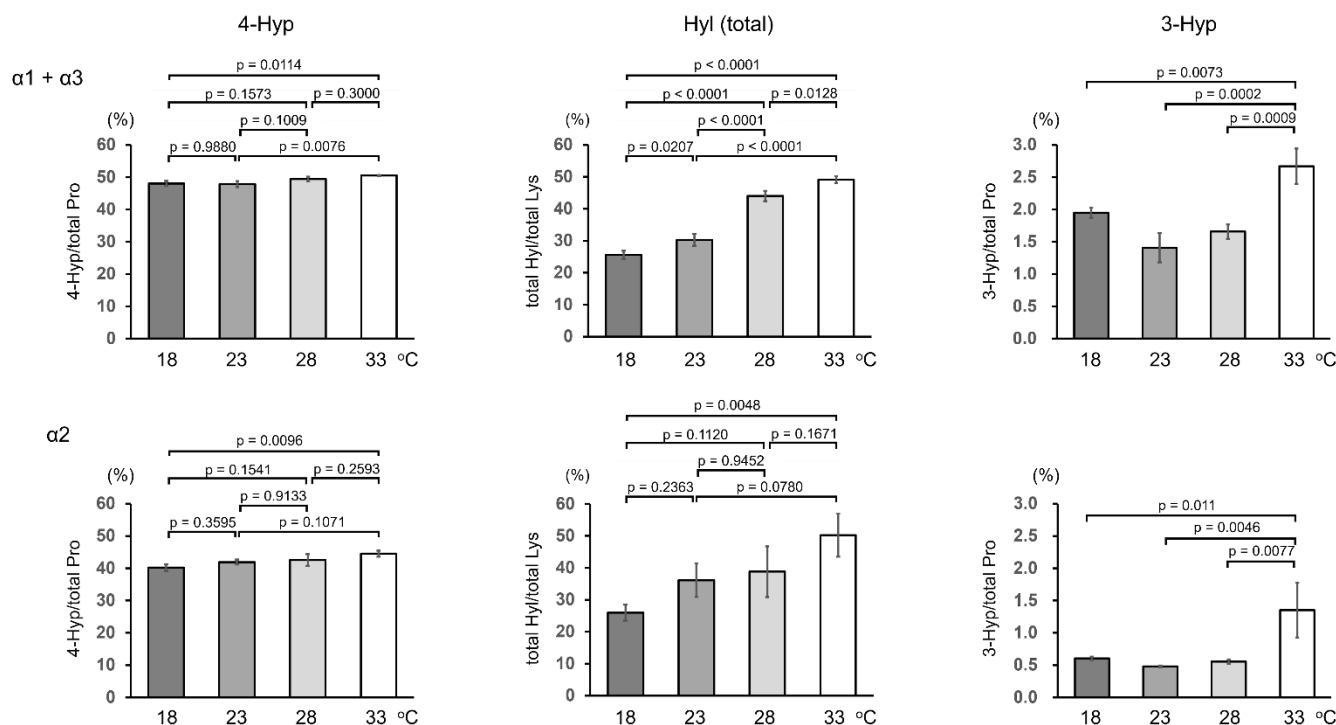 4-Hyp
Hyl (total)
3-Hyp
α1 + α3
p = 0.0114
p = 0.1573
p = 0.3000
p = 0.1009
p = 0.9880
p = 0.0076
(%)
60
50
40
30
20
10
0
4-Hyp/total Pro
18
23
28
33
ºC
p < 0.0001
p < 0.0001
p = 0.0128
p < 0.0001
p = 0.0207
p < 0.0001
(%)
60
50
40
30
20
10
0
total Hyl/total Lys
18
23
28
33
ºC
p = 0.0073
p = 0.0002
p = 0.0009
(%)
3.0
2.5
2.0
1.5
1.0
0.5
0.0
3-Hyp/total Pro
18
23
28
33
ºC
α2
p = 0.0096
p = 0.1541
p = 0.2593
p = 0.9133
p = 0.3595
p = 0.1071
(%)
60
50
40
30
20
10
0
4-Hyp/total Pro
18
23
28
33
ºC
p = 0.0048
p = 0.1120
p = 0.1671
p = 0.9452
p = 0.2363
p = 0.0780
(%)
60
50
40
30
20
10
0
total Hyl/total Lys
18
23
28
33
ºC
p = 0.011
p = 0.0046
p = 0.0077
(%)
3.0
2.5
2.0
1.5
1.0
0.5
0.0
3-Hyp/total Pro
18
23
28
33
ºC